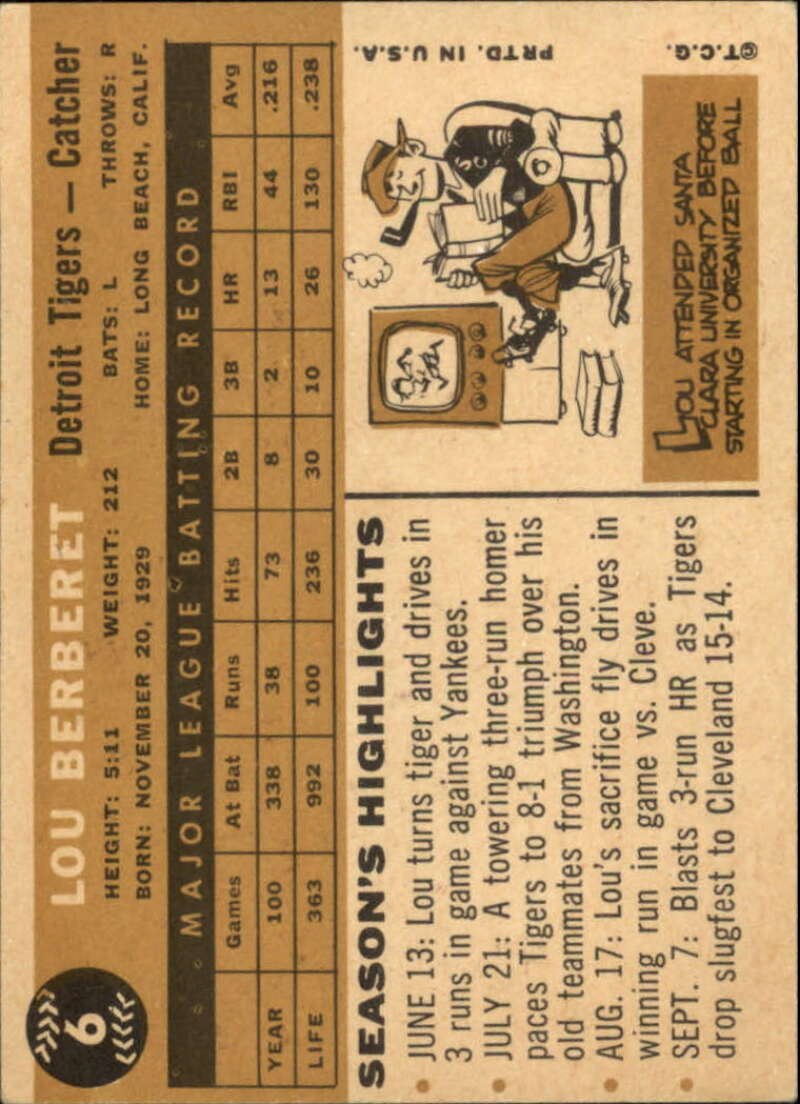 6
LOU BERBERET Detroit Tigers — Catcher
HEIGHT: 5:11 WEIGHT: 212 BATS: L THROWS: R
BORN: NOVEMBER 20, 1929 HOME: LONG BEACH, CALIF.
MAJOR LEAGUE BATTING RECORD
Games At Bat Runs Hits 2B 3B HR RBI Avg
YEAR 100 338 38 73 8 2 13 44 .216
LIFE 363 992 100 236 30 10 26 130 .238
SEASON'S HIGHLIGHTS
• JUNE 13: Lou turns tiger and drives in
3 runs in game against Yankees.
• JULY 21: A towering three-run homer
paces Tigers to 8-1 triumph over his
old teammates from Washington.
• AUG. 17: Lou's sacrifice fly drives in
winning run in game vs. Cleve.
• SEPT. 7: Blasts 3-run HR as Tigers
drop slugfest to Cleveland 15-14.
SC
YOU ATTENDED SANTA
CLARA UNIVERSITY BEFORE
STARTING IN ORGANIZED BALL
©T.C.G. PRTD. IN U.S.A.